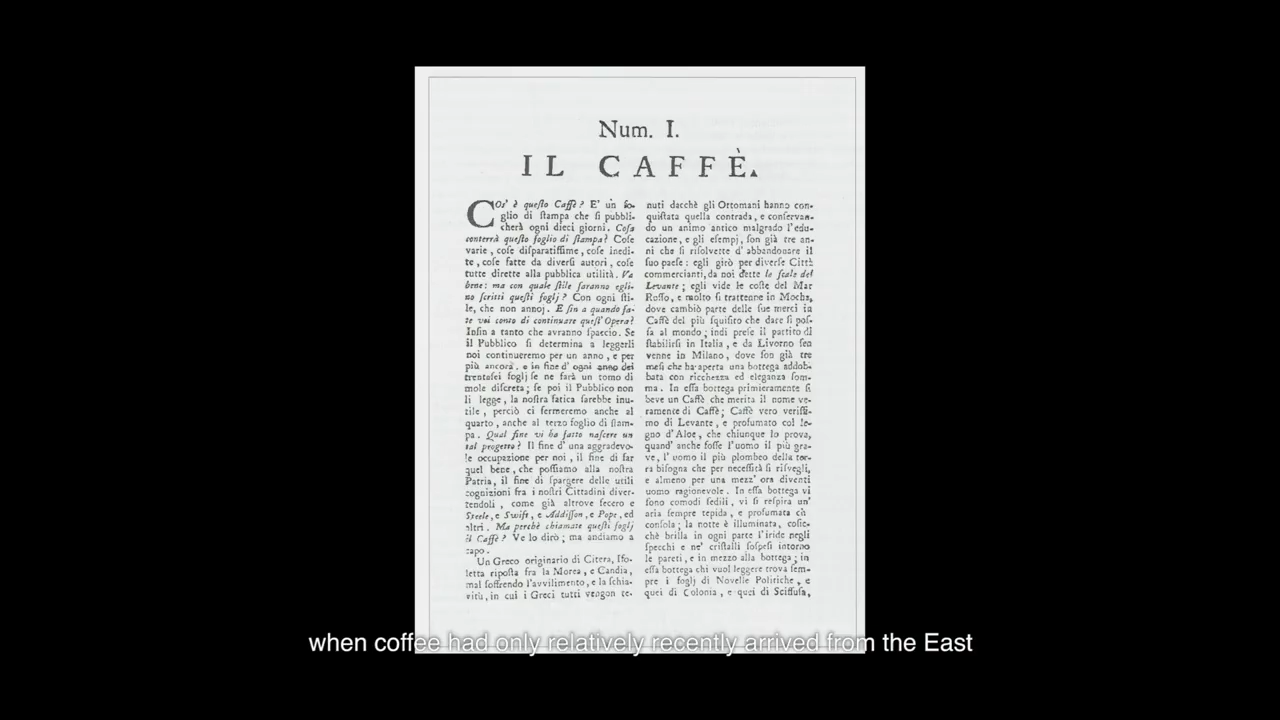 Num. I.
IL CAFFÈ.
COs' è queſto Caffè? E' un fo-
glio di ſtampa che ſi pubbli-
cherà ogni dieci giorni. Coſa
conterrà queſto foglio di ſtampa? Coſe
varie, coſe diſparatiſſime, coſe inedi-
te, coſe fatte da diverſi autori, coſe
tutte dirette alla pubblica utilità. Va
bene: ma con quale ſtile ſaranno egli-
no ſcritti queſti foglj? Con ogni ſti-
le, che non annoj. E ſin a quando fa-
te voi conto di continuare queſt' Opera?
Inſin a tanto che avranno ſpaccio. Se
il Pubblico ſi determina a leggerli
noi continueremo per un anno, e per
più ancora, e in fine d' ogni anno dei
trentaſei foglj ſe ne farà un tomo di
mole diſcreta; ſe poi il Pubblico non
li legge, la noſtra fatica ſarebbe inu-
tile, perciò ci fermeremo anche al
quarto, anche al terzo foglio di ſtam-
pa. Qual fine vi ha fatto naſcere un
tal progetto? Il fine d' una aggradevo-
le occupazione per noi, il fine di far
quel bene, che poſſiamo alla noſtra
Patria, il fine di ſpargere delle utili
cognizioni fra i noſtri Cittadini diver-
tendoli, come già altrove fecero e
Steele, e Swift, e Addiſſon, e Pope, ed
altri. Ma perchè chiamate queſti foglj
il Caffè? Ve lo dirò; ma andiamo a
capo.
Un Greco originario di Citera, Iſo-
letta ripoſta fra la Morea, e Candia,
mal ſoffrendo l'avvilimento, e la ſchia-
vitù, in cui i Greci tutti vengon te-
nuti dacchè gli Ottomani hanno con-
quiſtata quella contrada, e conſervan-
do un animo antico malgrado l'edu-
cazione, e gli eſempj, ſon già tre an-
ni che ſi riſolvette d' abbandonare il
ſuo paeſe: egli girò per diverſe Città
commercianti, da noi dette le ſcale del
Levante; egli vide le coſte del Mar
Roſſo, e molto ſi trattenne in Mocha,
dove cambiò parte delle ſue merci in
Caffè del più ſquiſito che dare ſi poſ-
ſa al mondo; indi preſe il partito di
ſtabilirſi in Italia, e da Livorno ſen
venne in Milano, dove ſon già tre
meſi che ha aperta una bottega addob-
bata con ricchezza ed eleganza ſom-
ma. In eſſa bottega primieramente ſi
beve un Caffè che merita il nome ve-
ramente di Caffè; Caffè vero veriſſi-
mo di Levante, e profumato col le-
gno d' Aloe, che chiunque lo prova,
quand' anche foſſe l'uomo il più gra-
ve, l' uomo il più plombeo della ter-
ra biſogna che per neceſſità ſi riſvegli,
e almeno per una mezz' ora diventi
uomo ragionevole. In eſſa bottega vi
ſono comodi ſedili, vi ſi reſpira un'
aria ſempre tepida, e profumata ch
conſola; la notte è illuminata, coſic-
chè brilla in ogni parte l'iride negli
ſpecchi e ne' criſtalli ſoſpeſi intorno
le pareti, e in mezzo alla bottega; in
eſſa bottega chi vuol leggere trova ſem-
pre i foglj di Novelle Politiche, e
quei di Colonia, e quei di Sciffuſa,
when coffee had only relatively recently arrived from the East